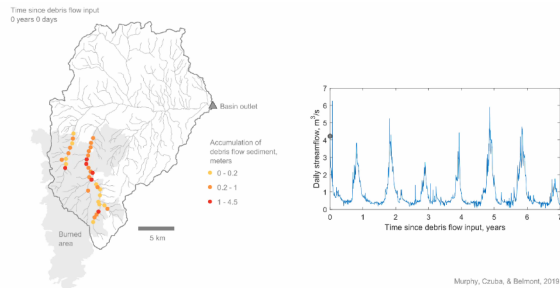 Time since debris flow input
0 years 0 days
Basin outlet
Accumulation of
debris flow sediment,
meters
0 - 0.2
0.2 - 1
1 - 4.5
Burned
area
5 km
Daily streamflow, m³/s
7
6
5
4
3
2
1
0
0 1 2 3 4 5 6 7
Time since debris flow input, years
Murphy, Czuba, & Belmont, 2019